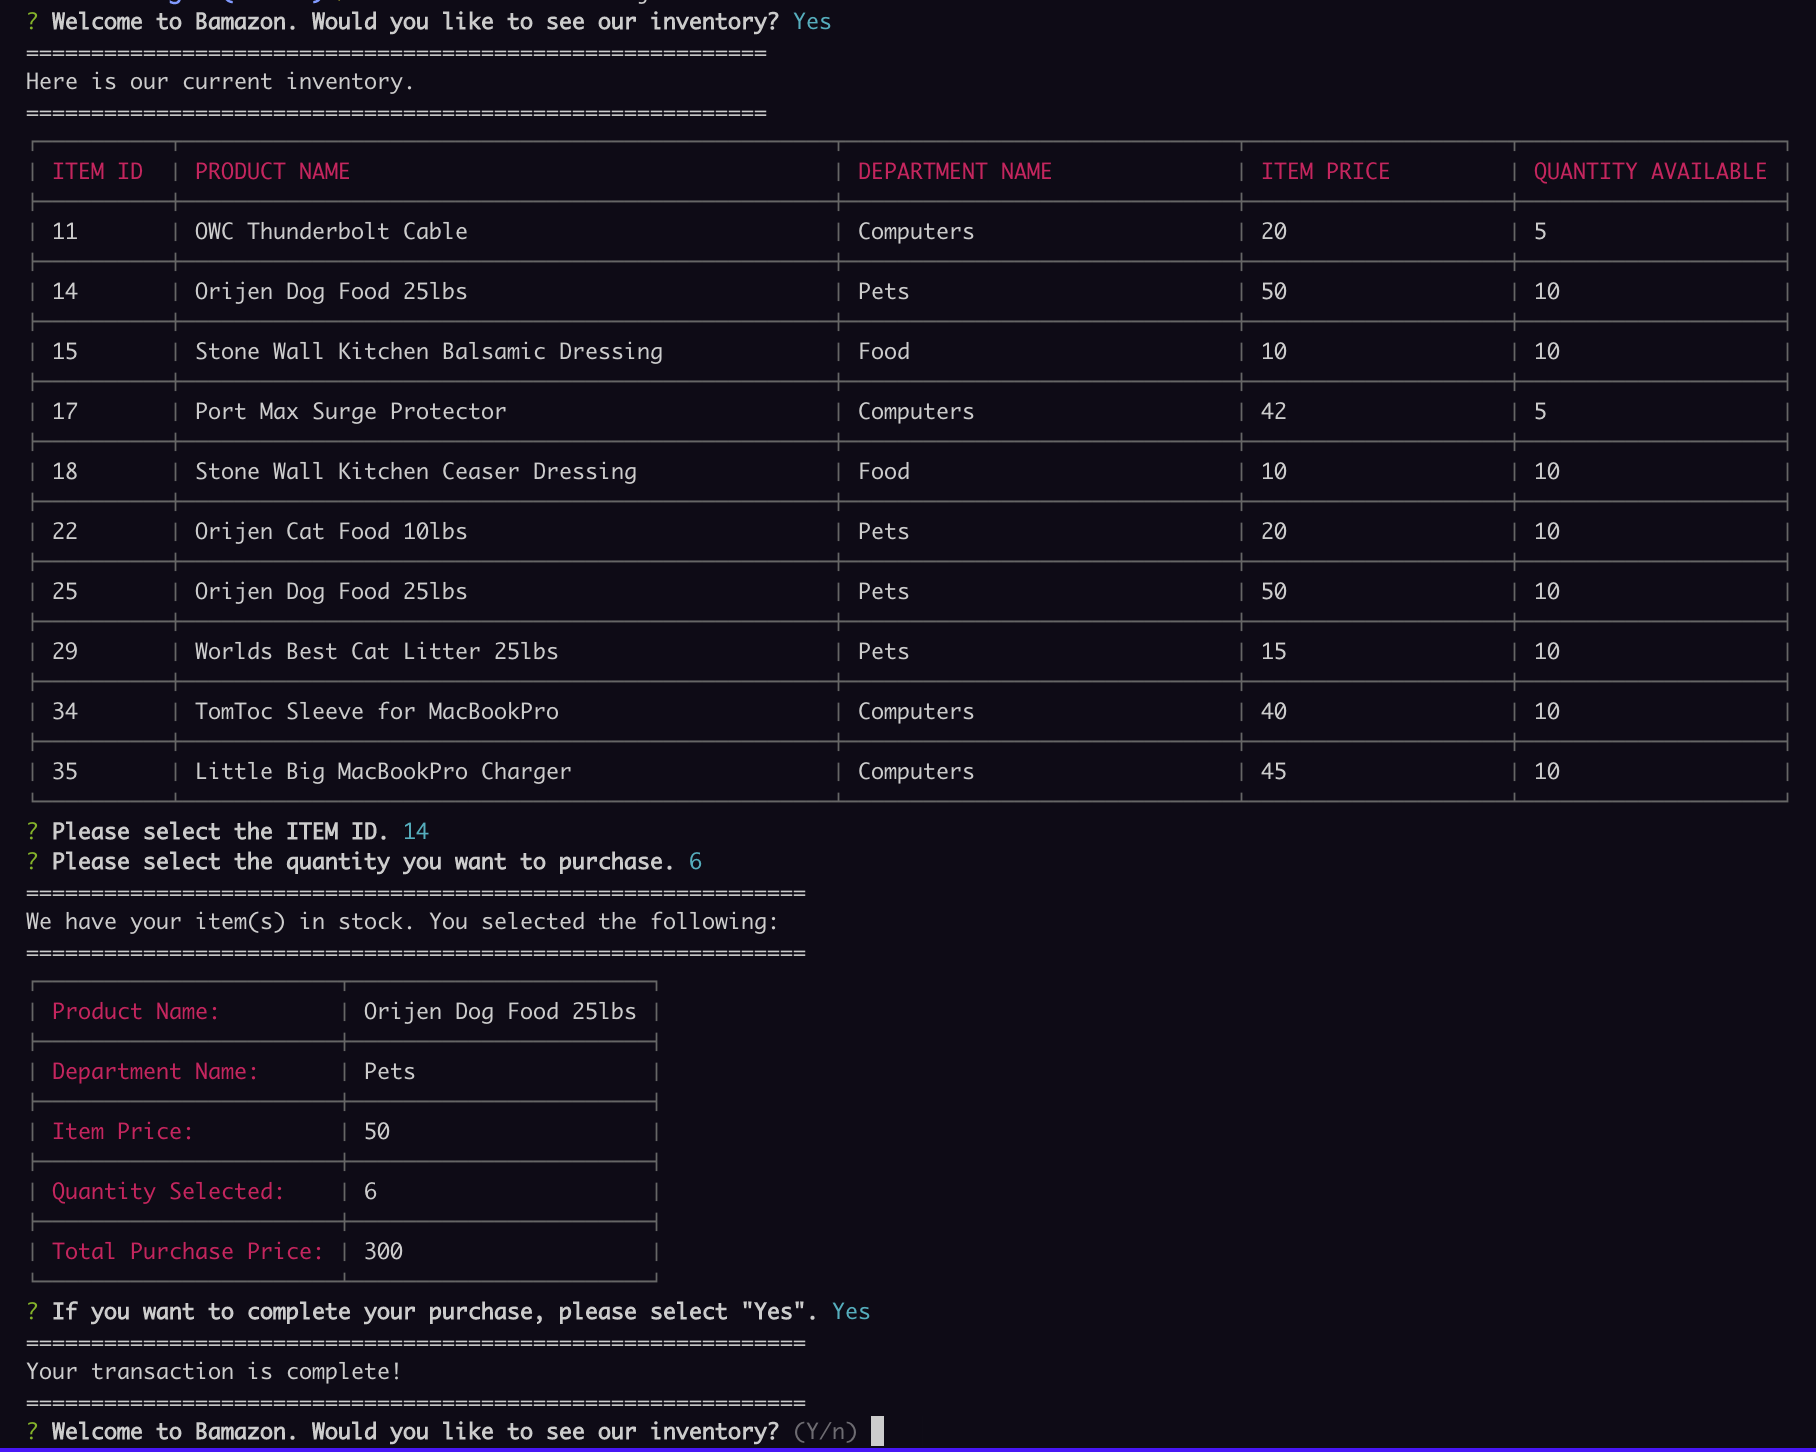 ? Welcome to Bamazon. Would you like to see our inventory? Yes
=========================================================
Here is our current inventory.
=========================================================
ITEM ID PRODUCT NAME DEPARTMENT NAME ITEM PRICE QUANTITY AVAILABLE
11 OWC Thunderbolt Cable Computers 20 5
14 Orijen Dog Food 25lbs Pets 50 10
15 Stone Wall Kitchen Balsamic Dressing Food 10 10
17 Port Max Surge Protector Computers 42 5
18 Stone Wall Kitchen Ceaser Dressing Food 10 10
22 Orijen Cat Food 10lbs Pets 20 10
25 Orijen Dog Food 25lbs Pets 50 10
29 Worlds Best Cat Litter 25lbs Pets 15 10
34 TomToc Sleeve for MacBookPro Computers 40 10
35 Little Big MacBookPro Charger Computers 45 10
? Please select the ITEM ID. 14
? Please select the quantity you want to purchase. 6
============================================================
We have your item(s) in stock. You selected the following:
============================================================
Product Name: Orijen Dog Food 25lbs
Department Name: Pets
Item Price: 50
Quantity Selected: 6
Total Purchase Price: 300
? If you want to complete your purchase, please select "Yes". Yes
============================================================
Your transaction is complete!
============================================================
? Welcome to Bamazon. Would you like to see our inventory? (Y/n)